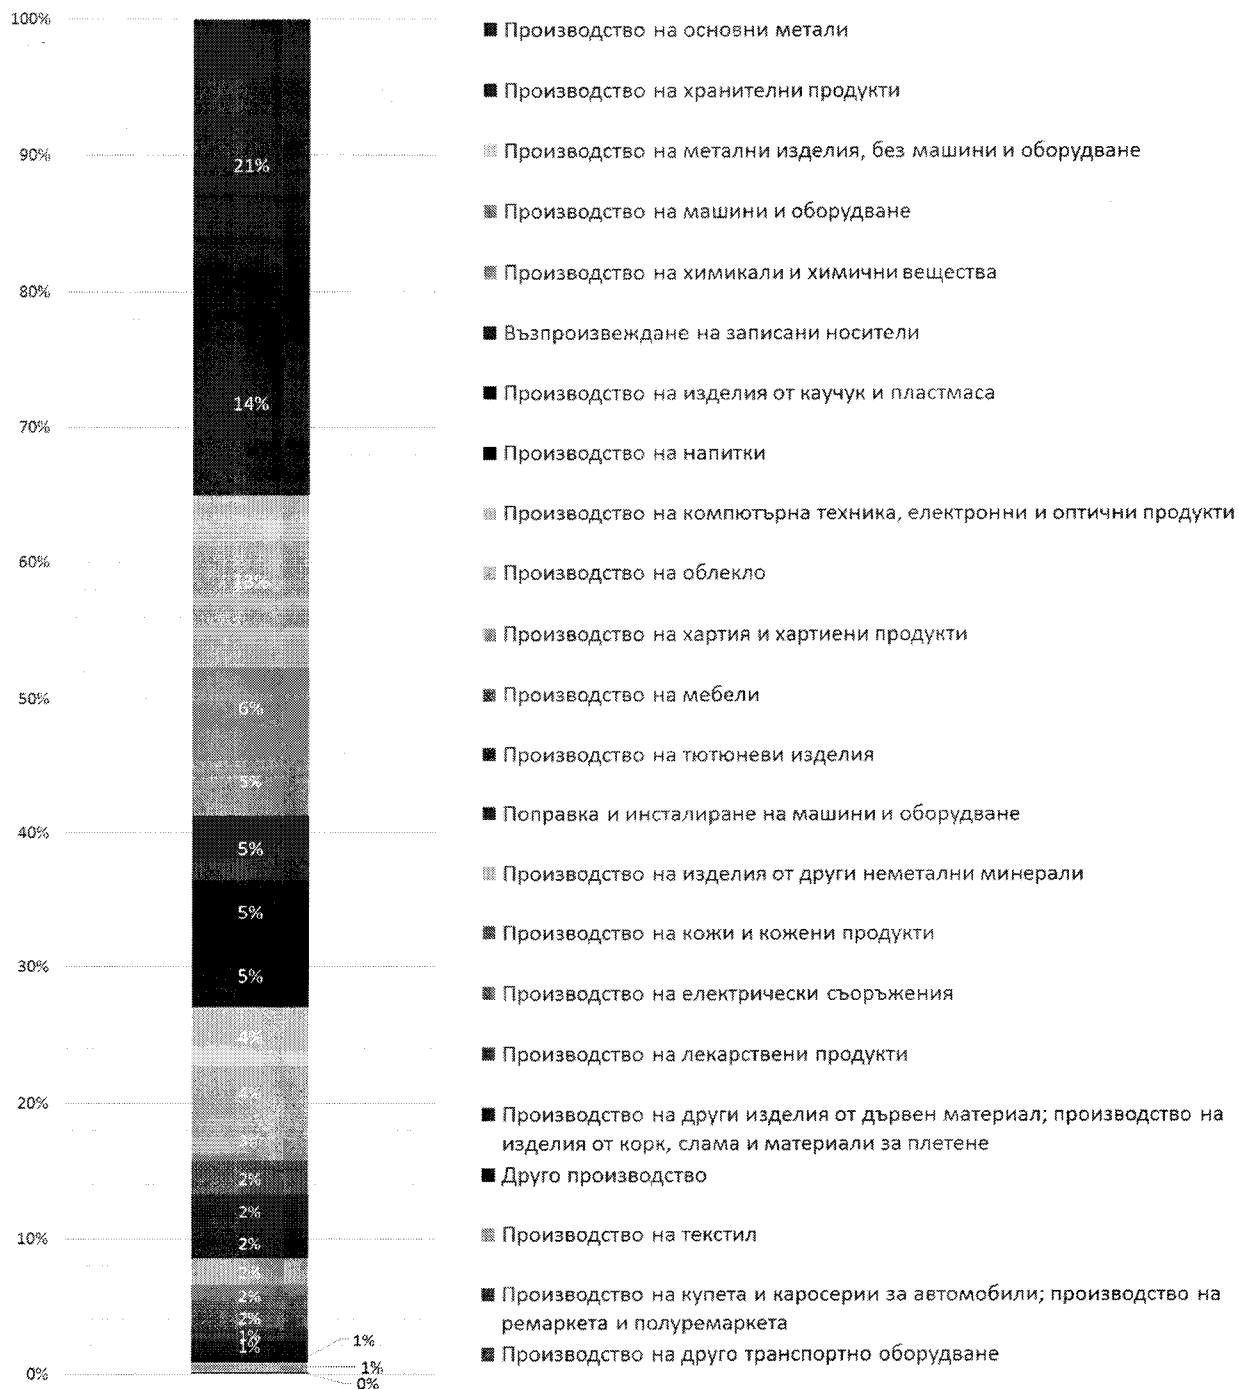 100%
90%
80%
70%
60%
50%
40%
30%
20%
10%
0%
21%
14%
13%
6%
5%
5%
5%
5%
4%
4%
2%
2%
2%
2%
2%
2%
1%
1%
1%
1%
0%
Производство на основни метали
Производство на хранителни продукти
Производство на метални изделия, без машини и оборудване
Производство на машини и оборудване
Производство на химикали и химични вещества
Възпроизвеждане на записани носители
Производство на изделия от каучук и пластмаса
Производство на напитки
Производство на компютърна техника, електронни и оптични продукти
Производство на облекло
Производство на хартия и хартиени продукти
Производство на мебели
Производство на тютюневи изделия
Поправка и инсталиране на машини и оборудване
Производство на изделия от други неметални минерали
Производство на кожи и кожени продукти
Производство на електрически съоръжения
Производство на лекарствени продукти
Производство на други изделия от дървен материал; производство на
изделия от корк, слама и материали за плетене
Друго производство
Производство на текстил
Производство на купета и каросерии за автомобили; производство на
ремаркета и полуремаркета
Производство на друго транспортно оборудване